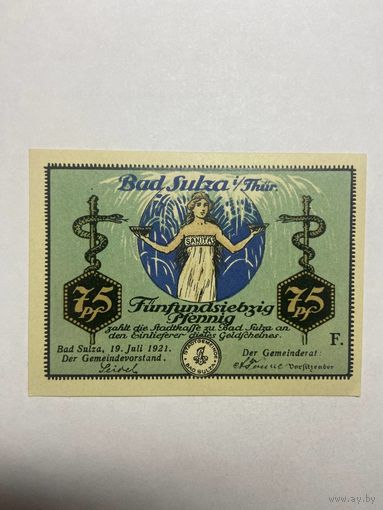 Bad Sulza i/Thür.
SANITAS
75 Pf
75 Pf
Fünfundsiebzig
Pfennig
zahlt die Stadtkasse zu Bad Sulza an
den Einlieferer dieses Geldscheines.
F.
Bad Sulza, 19. Juli 1921.
Der Gemeindevorstand.
Der Gemeinderat:
Vorsitzender
STADTGEMEINDE
BAD SULZA
www.ay.by